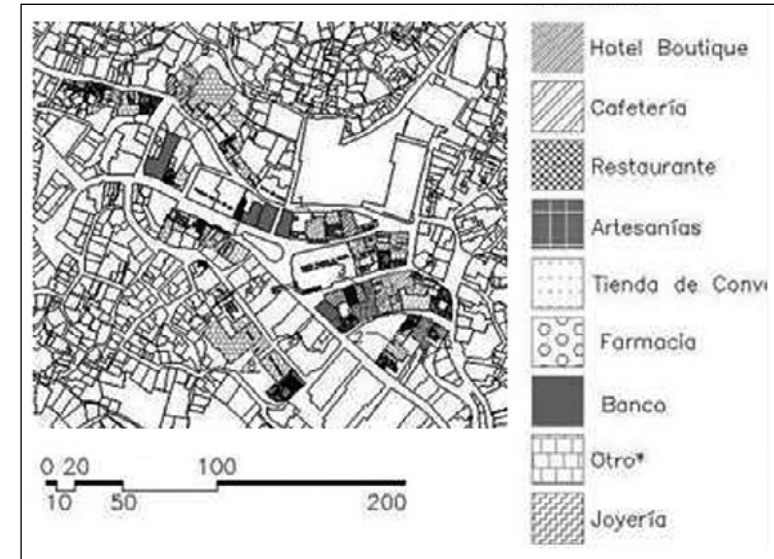 Hotel Boutique
Cafetería
Restaurante
Artesanías
Tienda de Conv
Farmacia
Banco
Otro*
Joyería
0 20 100
10 50 200